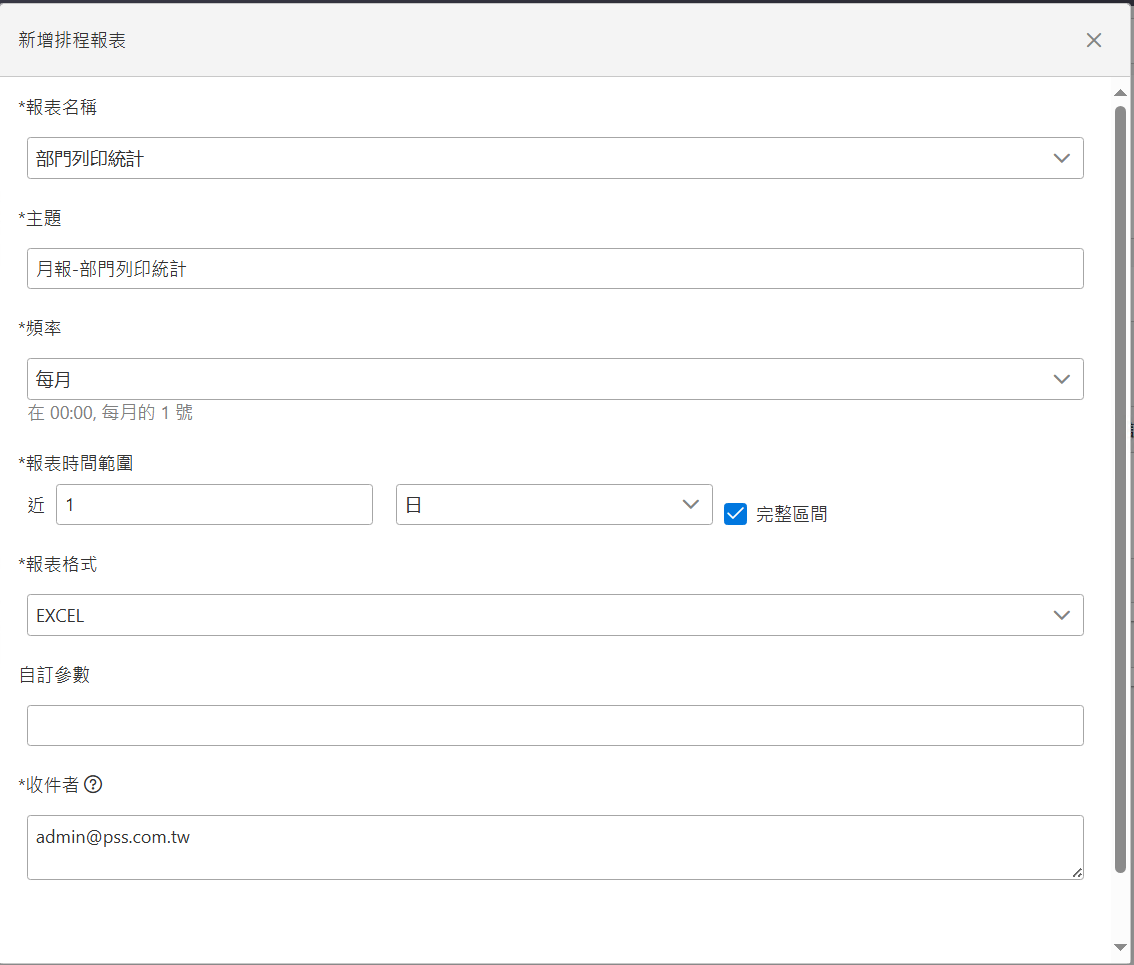 新增排程報表
*報表名稱
部門列印統計
*主題
月報-部門列印統計
*頻率
每月
在 00:00, 每月的 1 號
*報表時間範圍
近 1 日 完整區間
*報表格式
EXCEL
自訂參數
*收件者
admin@pss.com.tw